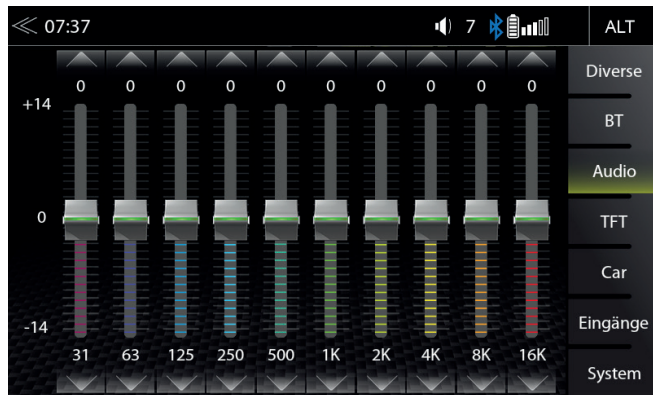 07:37 7 ALT
Diverse
0 0 0 0 0 0 0 0 0 0
+14
BT
Audio
0
TFT
Car
-14
Eingänge
31 63 125 250 500 1K 2K 4K 8K 16K
System